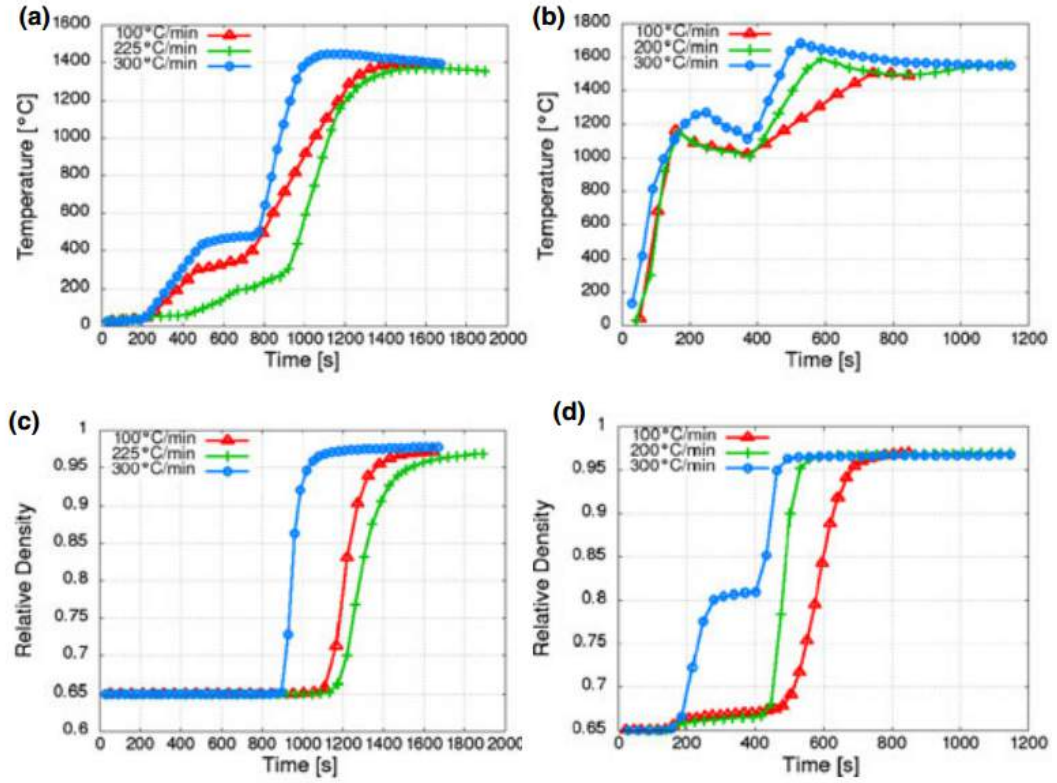 (a)
100°C/min
225°C/min
300°C/min
Temperature [°C]
1600
1400
1200
1000
800
600
400
200
0
0 200 400 600 800 1000 1200 1400 1600 1800 2000
Time [s]
(b)
100°C/min
200°C/min
300°C/min
Temperature [°C]
1800
1600
1400
1200
1000
800
600
400
200
0
0 200 400 600 800 1000 1200
Time [s]
(c)
100°C/min
225°C/min
300°C/min
Relative Density
1
0.95
0.9
0.85
0.8
0.75
0.7
0.65
0.6
0 200 400 600 800 1000 1200 1400 1600 1800 2000
Time [s]
(d)
100°C/min
200°C/min
300°C/min
Relative Density
1
0.95
0.9
0.85
0.8
0.75
0.7
0.65
0 200 400 600 800 1000 1200
Time [s]